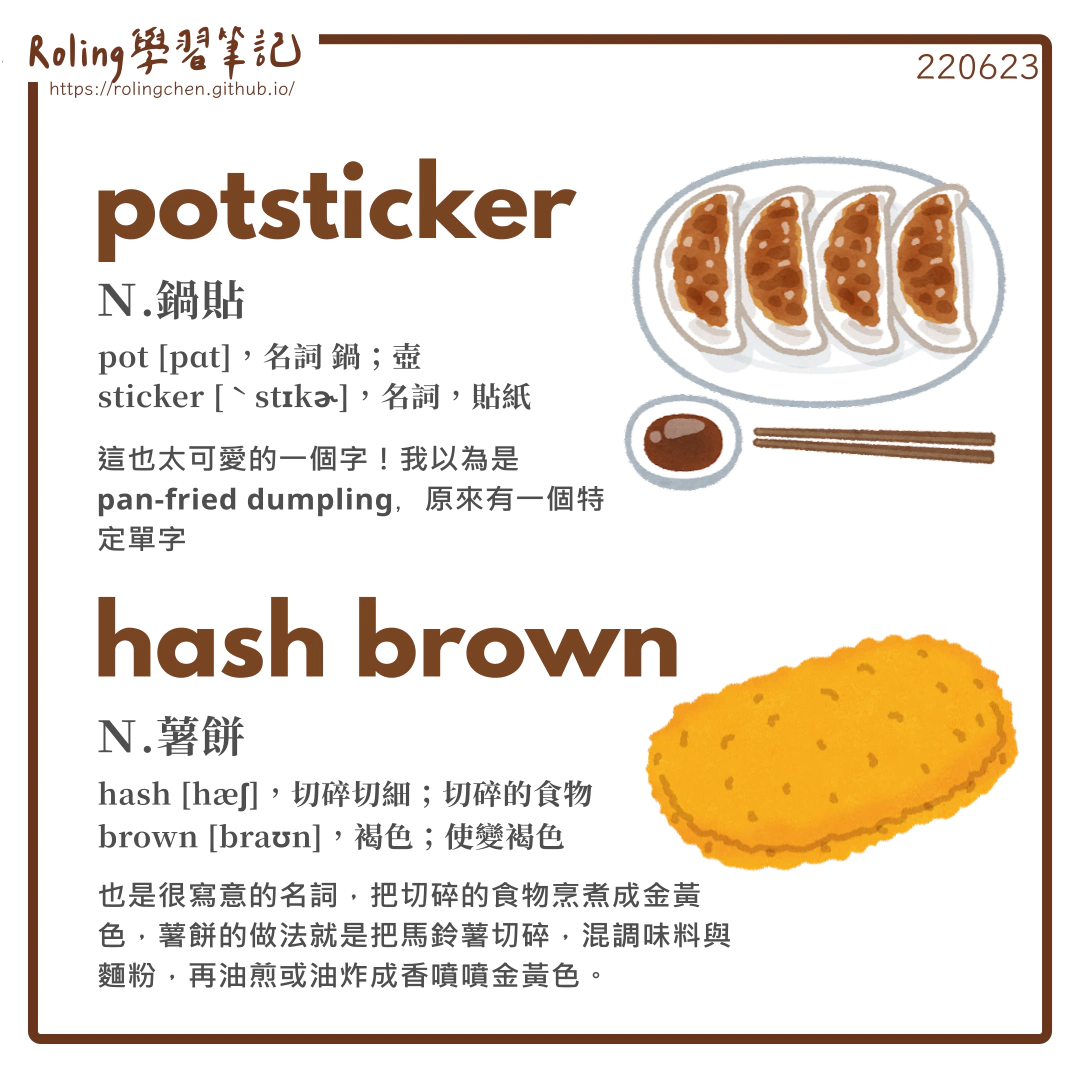 Roling學習筆記
https://rolingchen.github.io/
220623
potsticker
N.鍋貼
pot [pɑt]，名詞 鍋；壺
sticker [ˋstɪkɚ]，名詞，貼紙
這也太可愛的一個字！我以為是
pan-fried dumpling，原來有一個特
定單字
hash brown
N.薯餅
hash [hæʃ]，切碎切細；切碎的食物
brown [braʊn]，褐色；使變褐色
也是很寫意的名詞，把切碎的食物烹煮成金黃
色，薯餅的做法就是把馬鈴薯切碎，混調味料與
麵粉，再油煎或油炸成香噴噴金黃色。